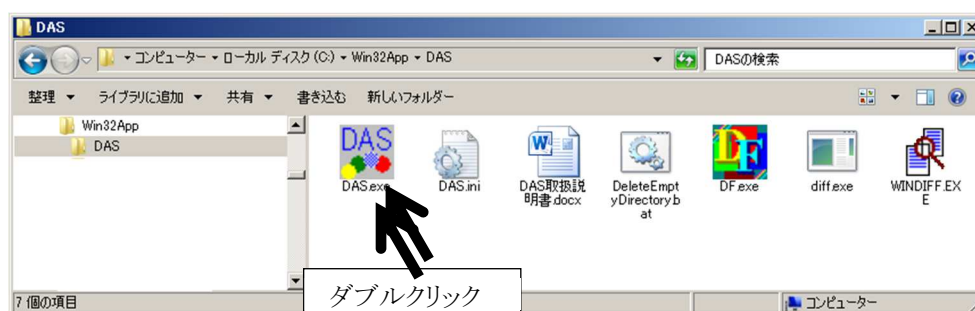 DAS
コンピューター ▾ ローカル ディスク (C:) ▾ Win32App ▾ DAS
DASの検索
整理 ▾ ライブラリに追加 ▾ 共有 ▾ 書き込む 新しいフォルダー
Win32App
DAS
DAS
DAS.exe
DAS.ini
DAS取扱説
明書.docx
DeleteEmpt
yDirectory.b
at
DF
DF.exe
diff.exe
WINDIFF.EX
E
ダブルクリック
7 個の項目
コンピューター